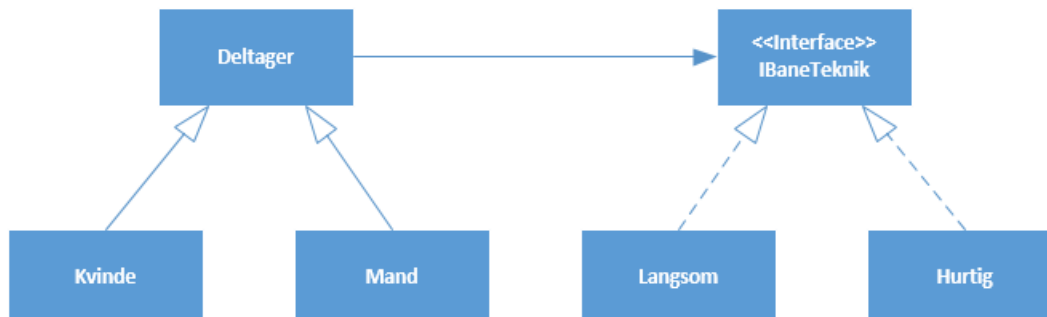 Deltager
<<Interface>>
IBaneTeknik
Kvinde
Mand
Langsom
Hurtig